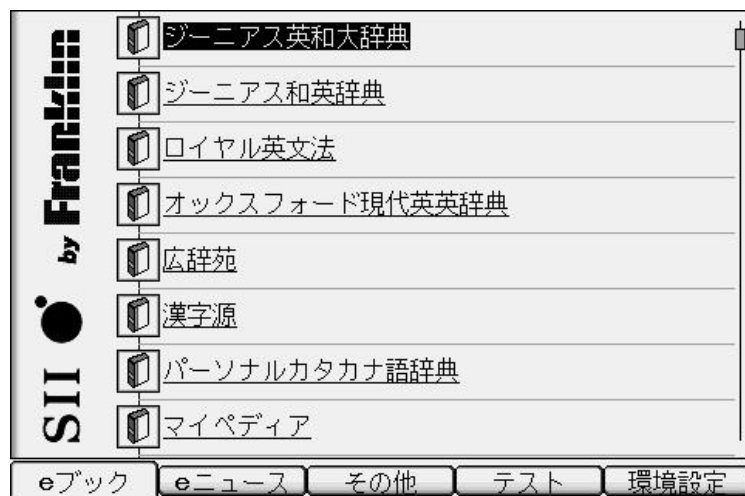 ジーニアス英和大辞典
ジーニアス和英辞典
ロイヤル英文法
オックスフォード現代英英辞典
広辞苑
漢字源
パーソナルカタカナ語辞典
マイペディア
SII by Franklin
eブック eニュース その他 テスト 環境設定